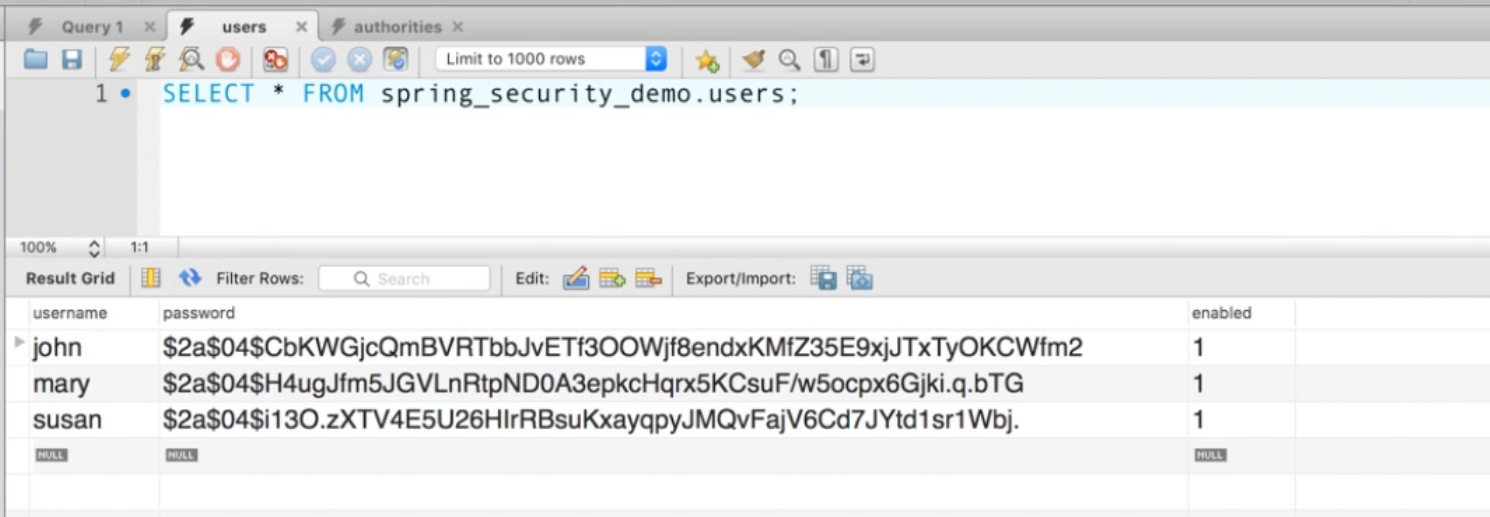 Query 1 users authorities
Limit to 1000 rows
1 SELECT * FROM spring_security_demo.users;
100% 1:1
Result Grid Filter Rows: Search Edit: Export/Import:
username password enabled
john $2a$04$CbKWGjcQmBVRTbbJvETf3OOWjf8endxKMfZ35E9xjJTxTyOKCWfm2 1
mary $2a$04$H4ugJfm5JGVLnRtpND0A3epkcHqrx5KCsuF/w5ocpx6Gjki.q.bTG 1
susan $2a$04$i13O.zXTV4E5U26HIrRBsuKxayqpyJMQvFajV6Cd7JYtd1sr1Wbj. 1
NULL NULL NULL